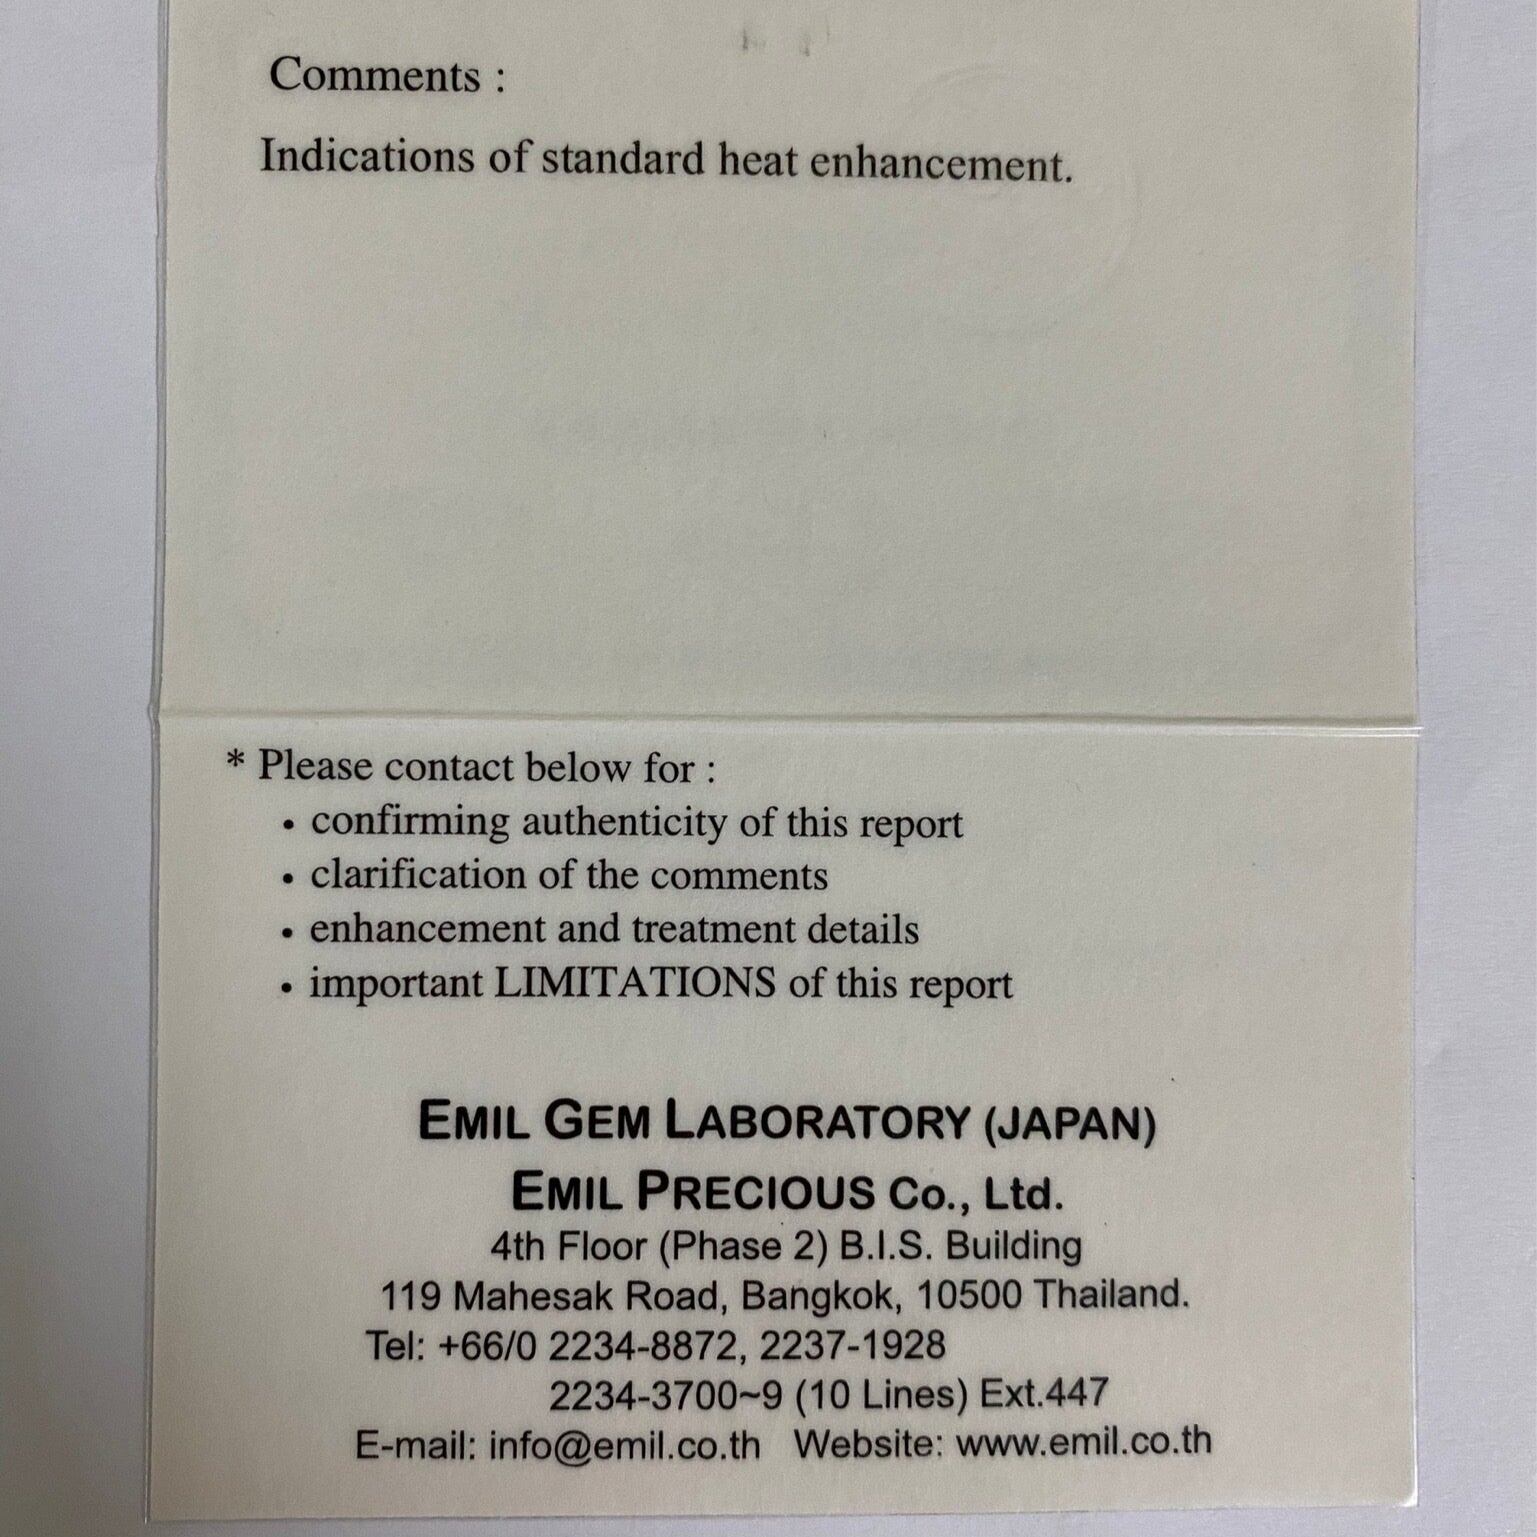 Comments :
Indications of standard heat enhancement.
* Please contact below for :
• confirming authenticity of this report
• clarification of the comments
• enhancement and treatment details
• important LIMITATIONS of this report
EMIL GEM LABORATORY (JAPAN)
EMIL PRECIOUS Co., Ltd.
4th Floor (Phase 2) B.I.S. Building
119 Mahesak Road, Bangkok, 10500 Thailand.
Tel: +66/0 2234-8872, 2237-1928
2234-3700~9 (10 Lines) Ext.447
E-mail: info@emil.co.th Website: www.emil.co.th